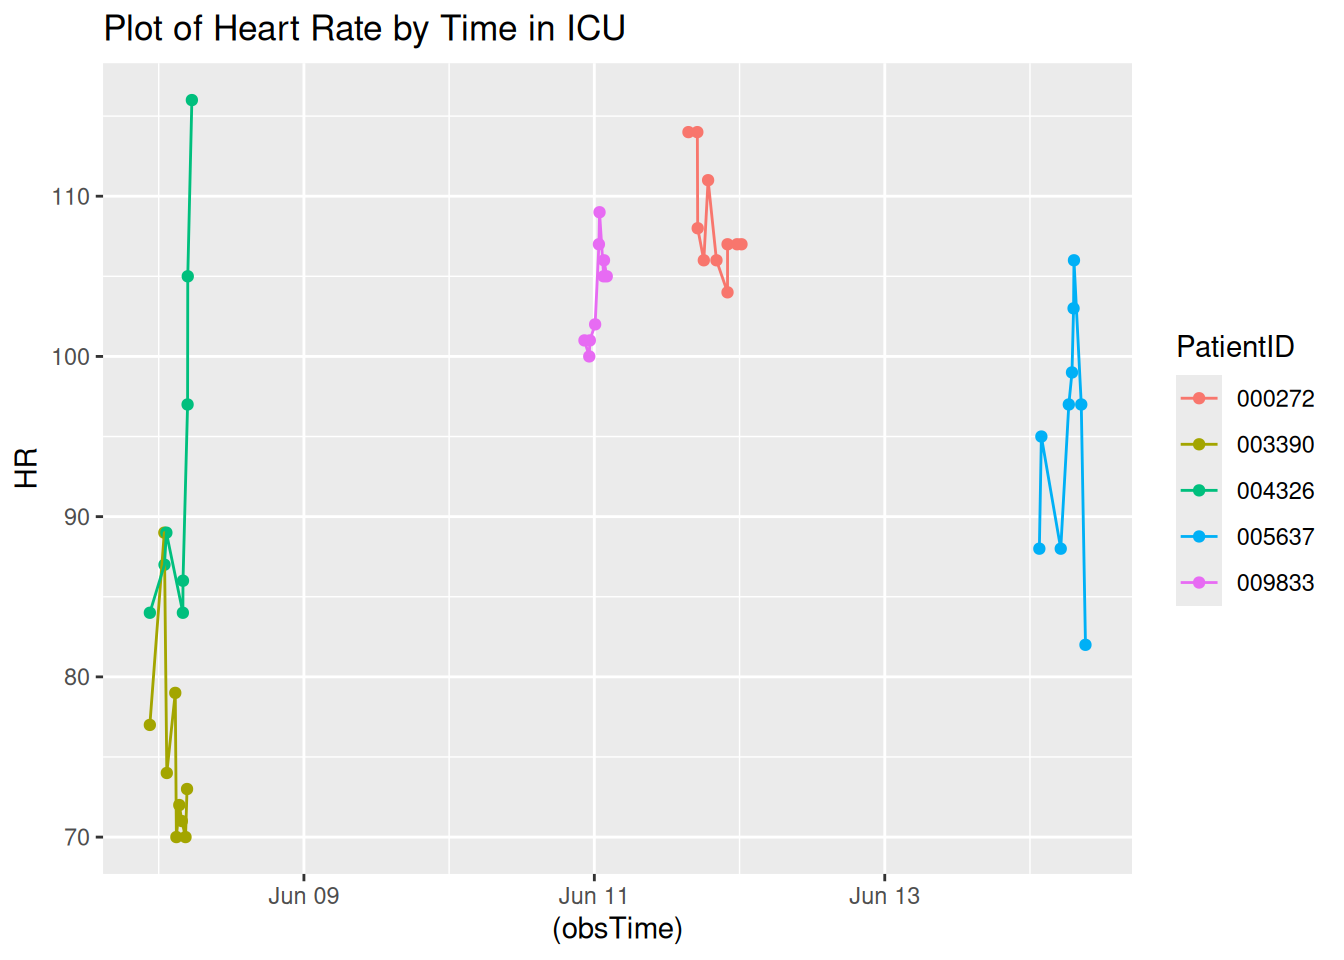 Plot of Heart Rate by Time in ICU
HR
110
100
90
80
70
Jun 09
Jun 11
Jun 13
(obsTime)
PatientID
000272
003390
004326
005637
009833